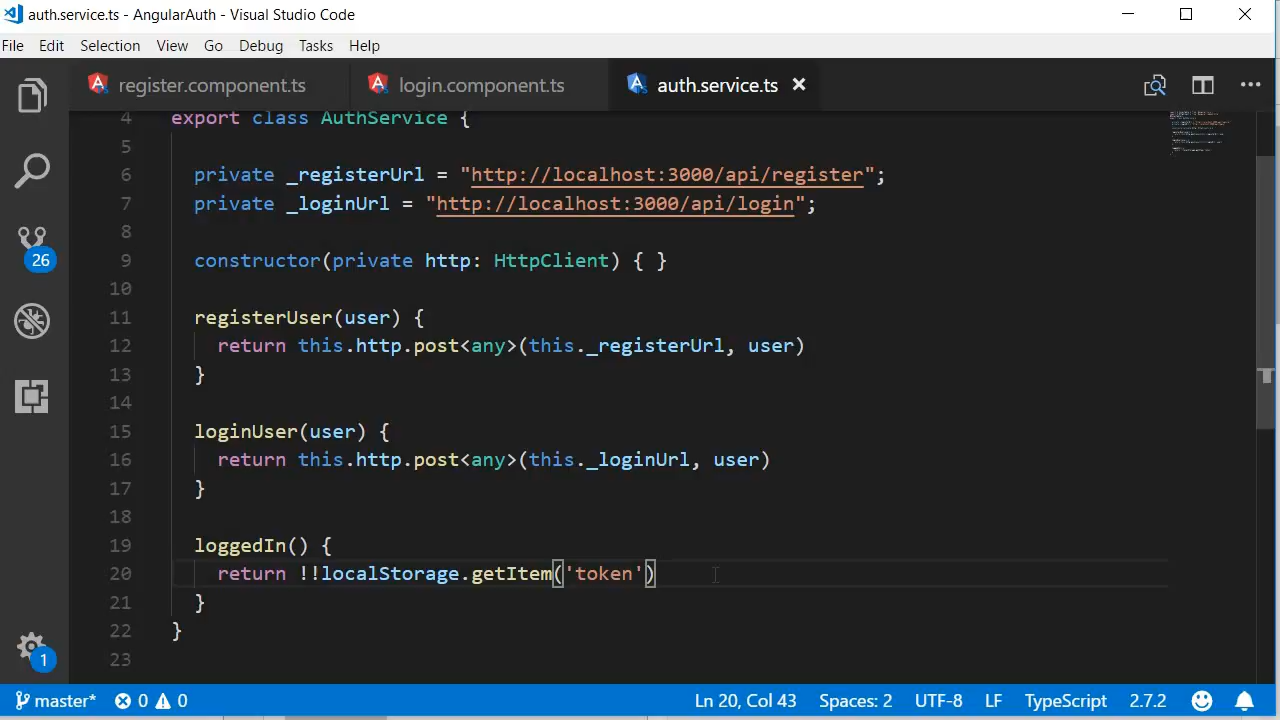 auth.service.ts - AngularAuth - Visual Studio Code
File Edit Selection View Go Debug Tasks Help
register.component.ts login.component.ts auth.service.ts
4 export class AuthService {
5
6 private _registerUrl = "http://localhost:3000/api/register";
7 private _loginUrl = "http://localhost:3000/api/login";
8
9 constructor(private http: HttpClient) { }
10
11 registerUser(user) {
12 return this.http.post<any>(this._registerUrl, user)
13 }
14
15 loginUser(user) {
16 return this.http.post<any>(this._loginUrl, user)
17 }
18
19 loggedIn() {
20 return !!localStorage.getItem('token')
21 }
22 }
23
26
1
master* 0 0 Ln 20, Col 43 Spaces: 2 UTF-8 LF TypeScript 2.7.2